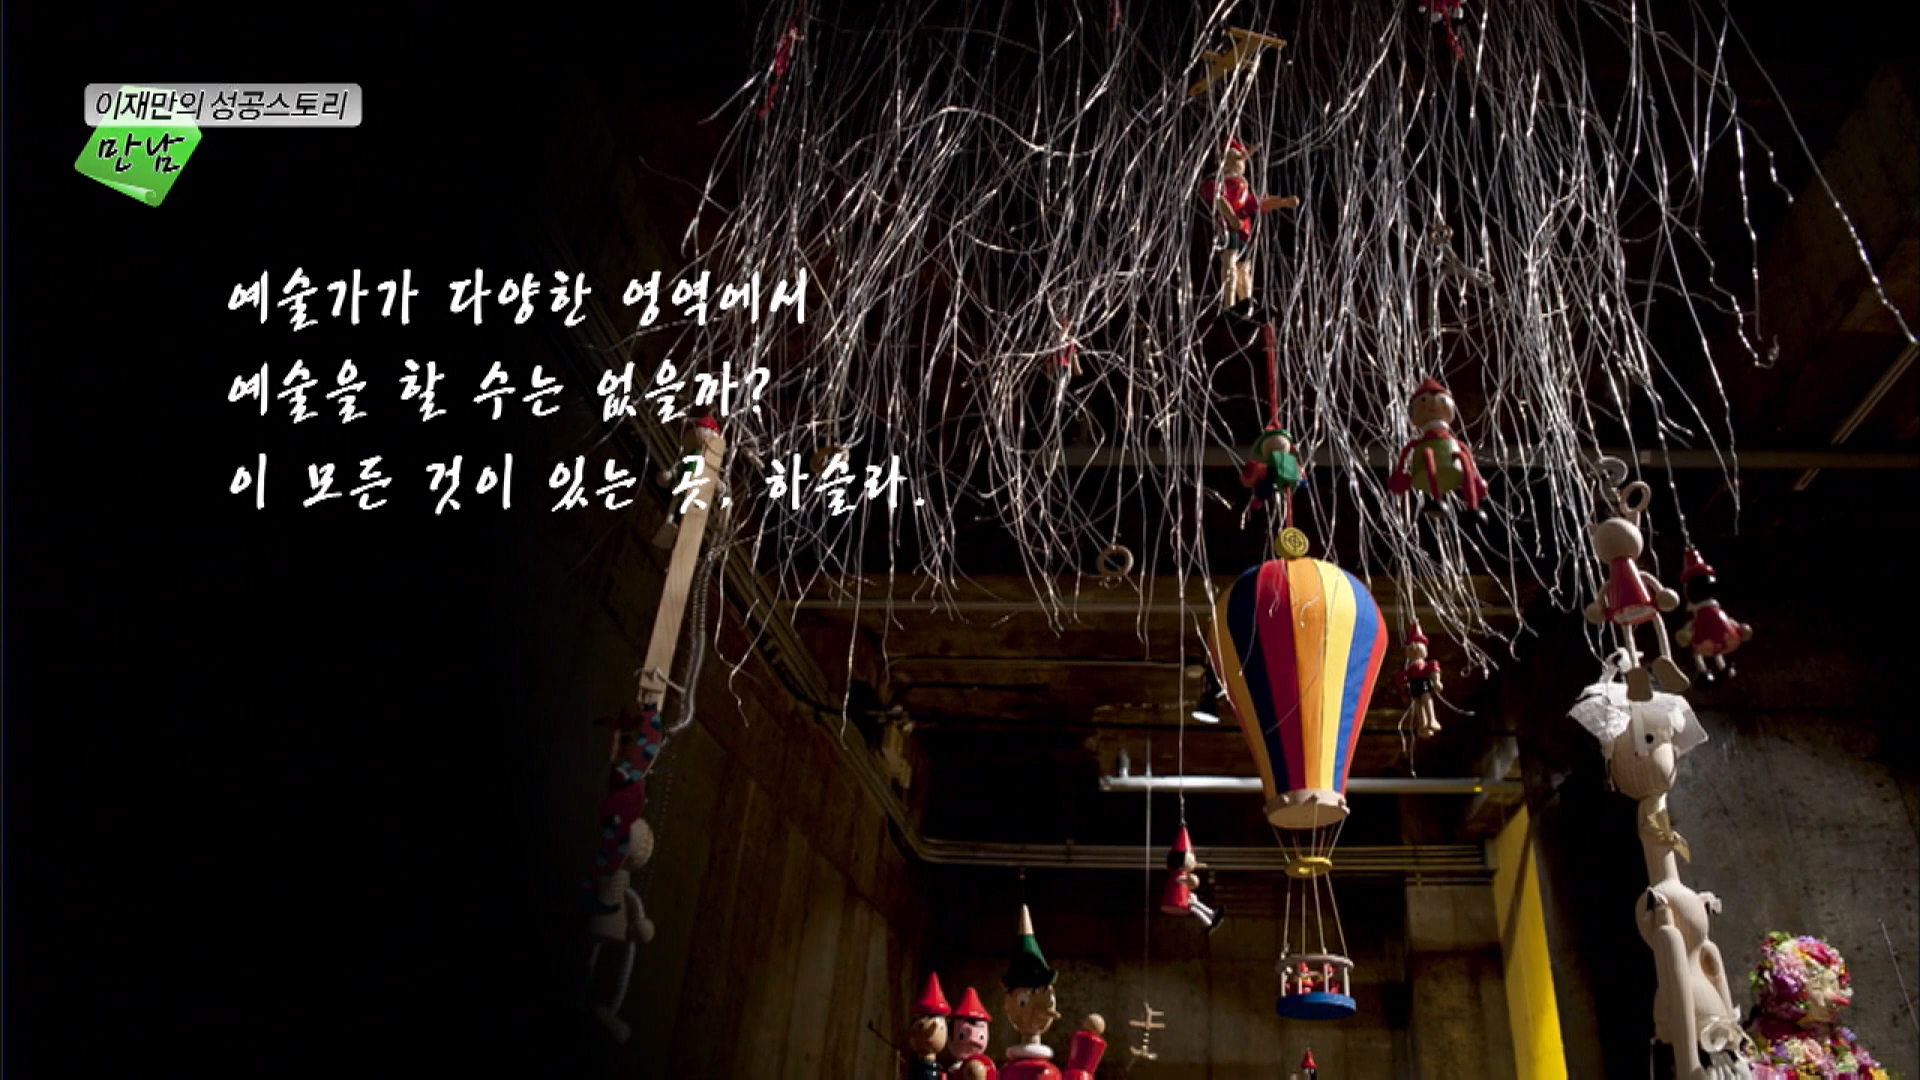 이재만의 성공스토리
만남
예술가가 다양한 영역에서
예술을 할 수는 없을까?
이 모든 것이 있는 곳, 하슬라.